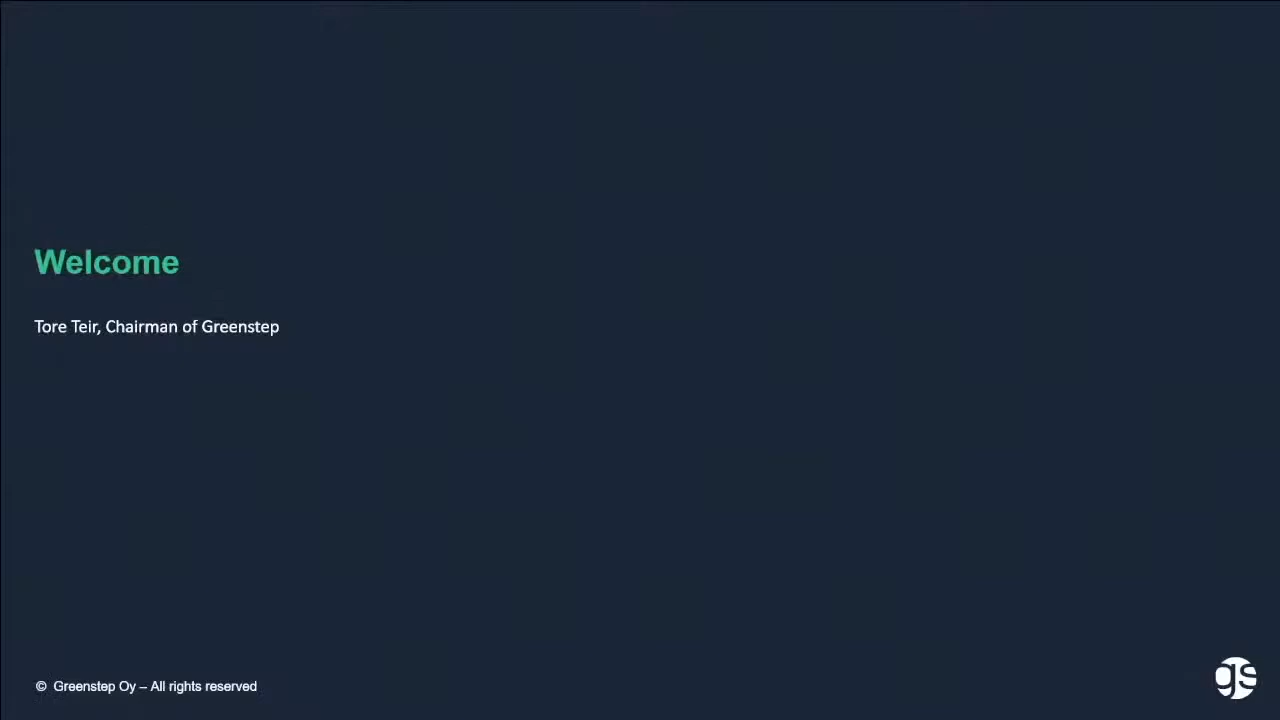 Welcome
Tore Teir, Chairman of Greenstep
© Greenstep Oy – All rights reserved
gs